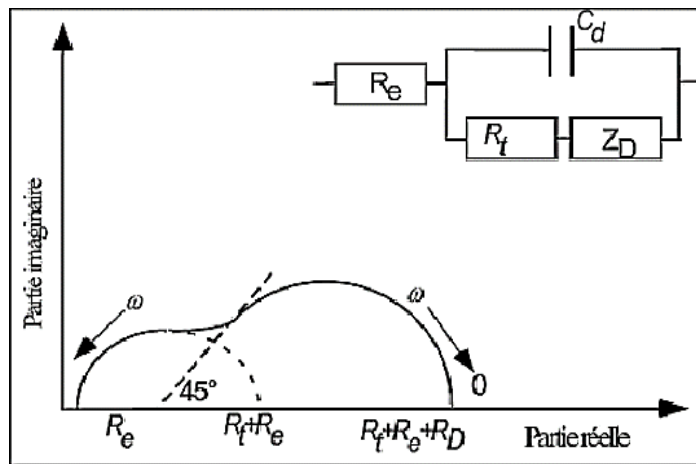 C_d
R_e
R_t
Z_D
Partie imaginaire
ω
ω
45°
0
R_e
R_t+R_e
R_t+R_e+R_D
Partie réelle